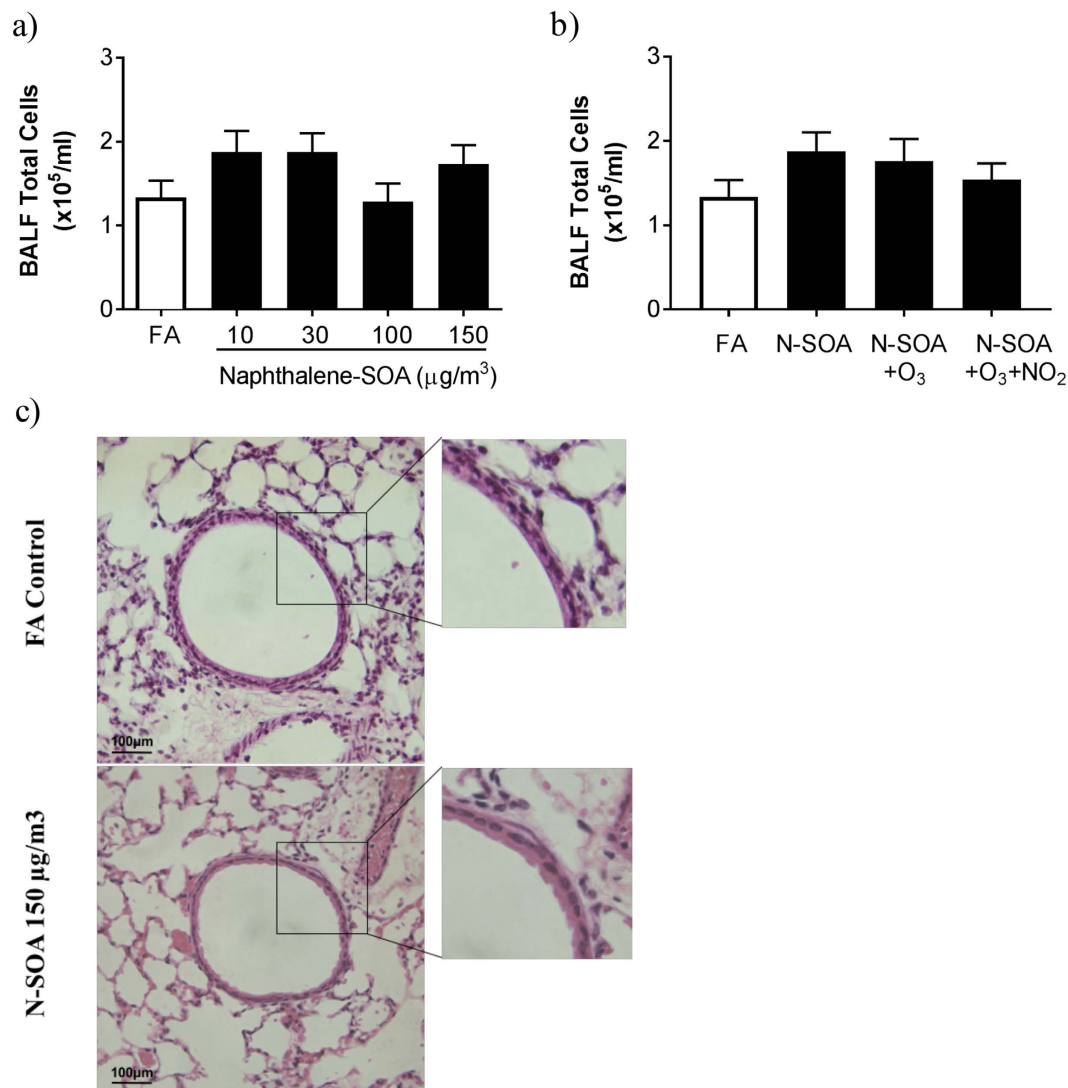 a)
BALF Total Cells
(x10⁵/ml)
3
2
1
0
FA
10
30
100
150
Naphthalene-SOA (μg/m³)
b)
BALF Total Cells
(x10⁵/ml)
3
2
1
0
FA
N-SOA
N-SOA
+O₃
N-SOA
+O₃+NO₂
c)
FA Control
100μm
N-SOA 150 μg/m3
100μm